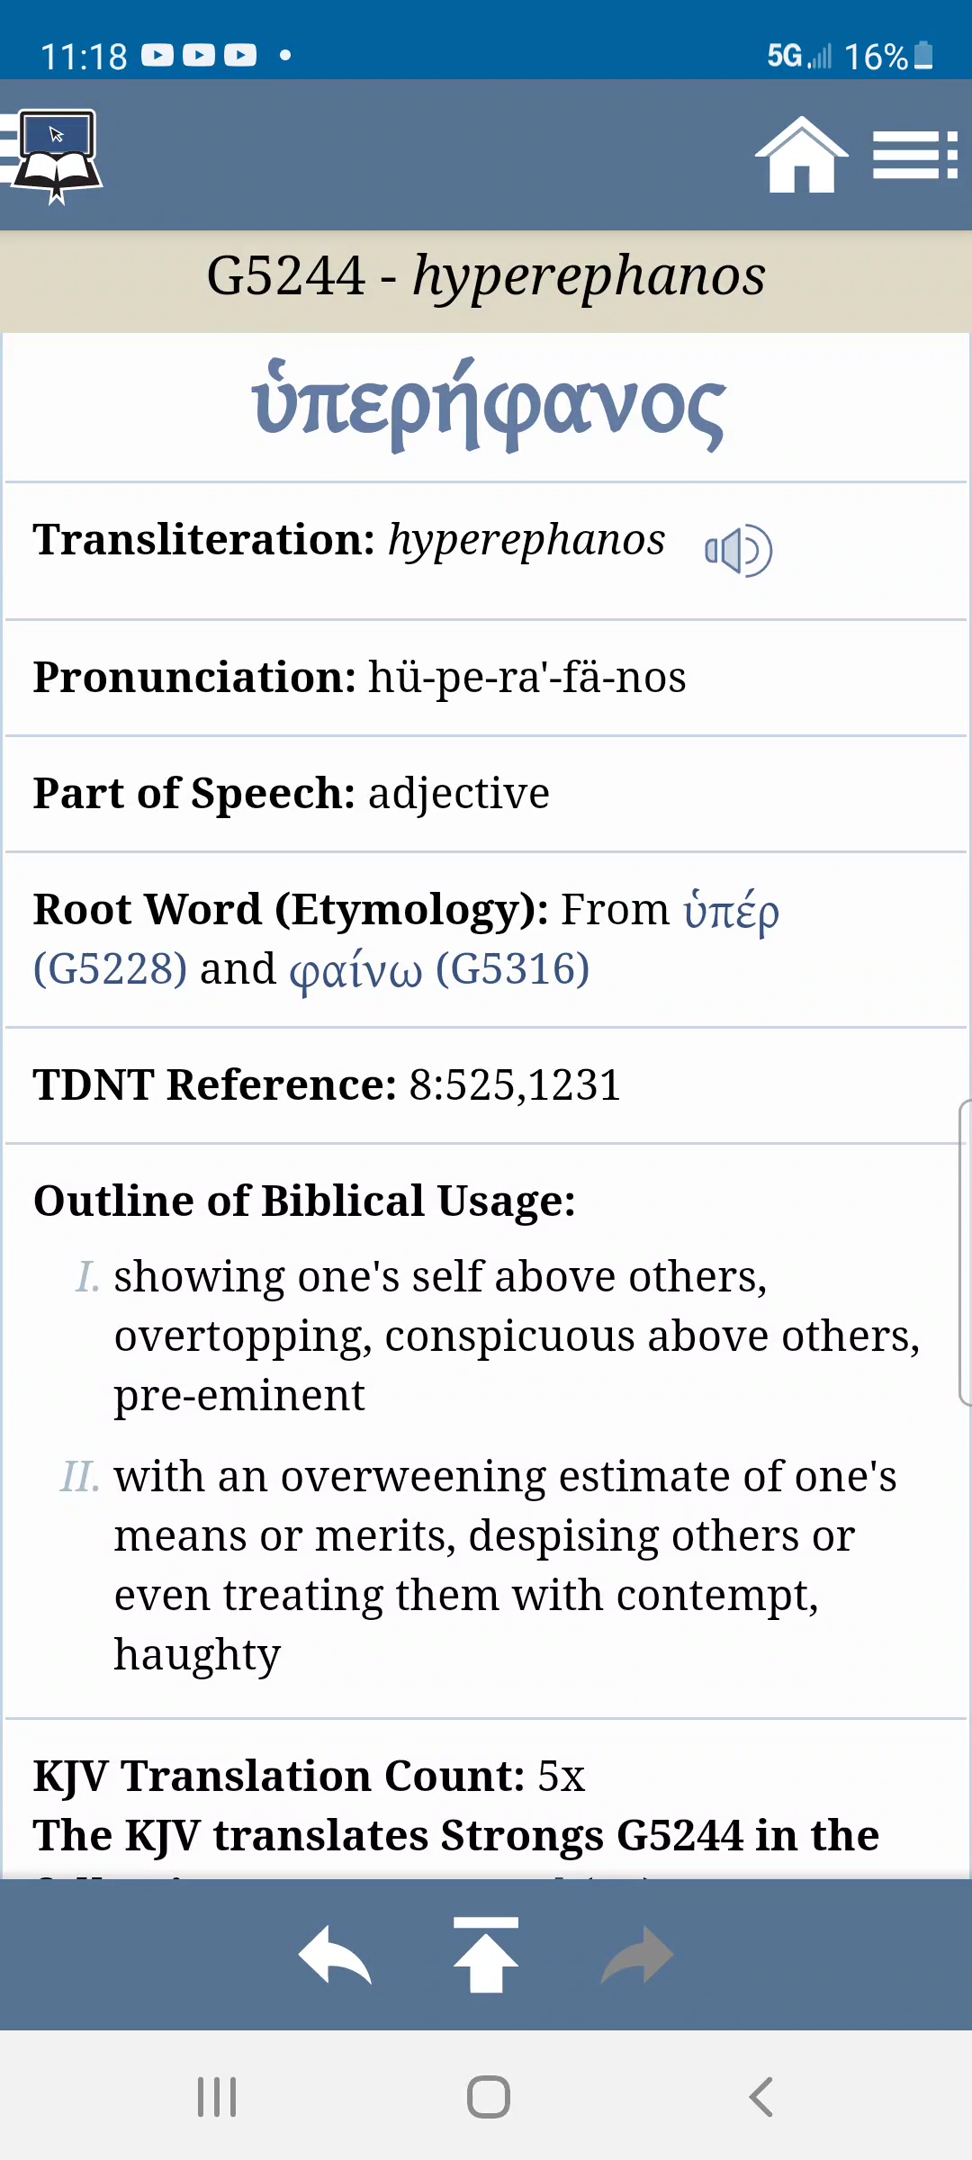 11:18
5G 16%
G5244 - hyperephanos
ὑπερήφανος
Transliteration: hyperephanos
Pronunciation: hü-pe-ra'-fä-nos
Part of Speech: adjective
Root Word (Etymology): From ὑπέρ
(G5228) and φαίνω (G5316)
TDNT Reference: 8:525,1231
Outline of Biblical Usage:
I. showing one's self above others,
overtopping, conspicuous above others,
pre-eminent
II. with an overweening estimate of one's
means or merits, despising others or
even treating them with contempt,
haughty
KJV Translation Count: 5x
The KJV translates Strongs G5244 in the